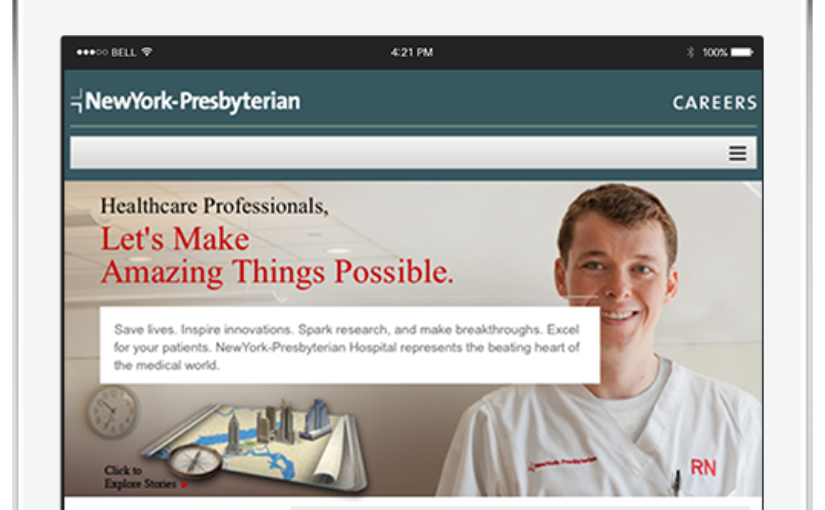 BELL
4:21 PM
100%
NewYork-Presbyterian
CAREERS
Healthcare Professionals,
Let's Make
Amazing Things Possible.
Save lives. Inspire innovations. Spark research, and make breakthroughs. Excel
for your patients. NewYork-Presbyterian Hospital represents the beating heart of
the medical world.
Click to
Explore Stories
NewYork-Presbyterian
RN